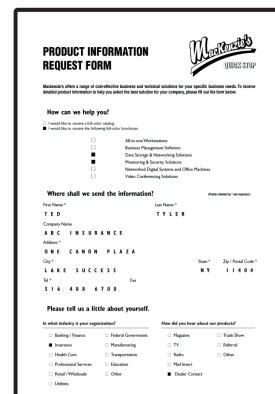 PRODUCT INFORMATION
REQUEST FORM
MacKenzie's
QUICK STOP
Mackenzie's offers a range of cost-effective business and technical solutions for your specific business needs. To receive
detailed product information to help you select the best solution for your company, please fill out the form below.
How can we help you?
I would like to receive a full-color catalog.
I would like to receive the following full-color brochures:
All-in-one Workstations
Business Management Software
Data Storage & Networking Solutions
Monitoring & Security Solutions
Networked Digital Systems and Office Machines
Video Conferencing Solutions
Where shall we send the information?
(Fields marked by * are required.)
First Name * Last Name *
TED TYLER
Company Name
ABC INSURANCE
Address *
ONE CANON PLAZA
City * State * Zip / Postal Code *
LAKE SUCCESS NY 11404
Tel * Fax
516 488 6700
Please tell us a little about yourself.
In what industry is your organization? How did you hear about our products?
Banking / Finance Federal Government Magazine Trade Show
Insurance Manufacturing TV Referral
Health Care Transportation Radio Other
Professional Services Education Mail Insert
Retail / Wholesale Other Dealer Contact
Utilities